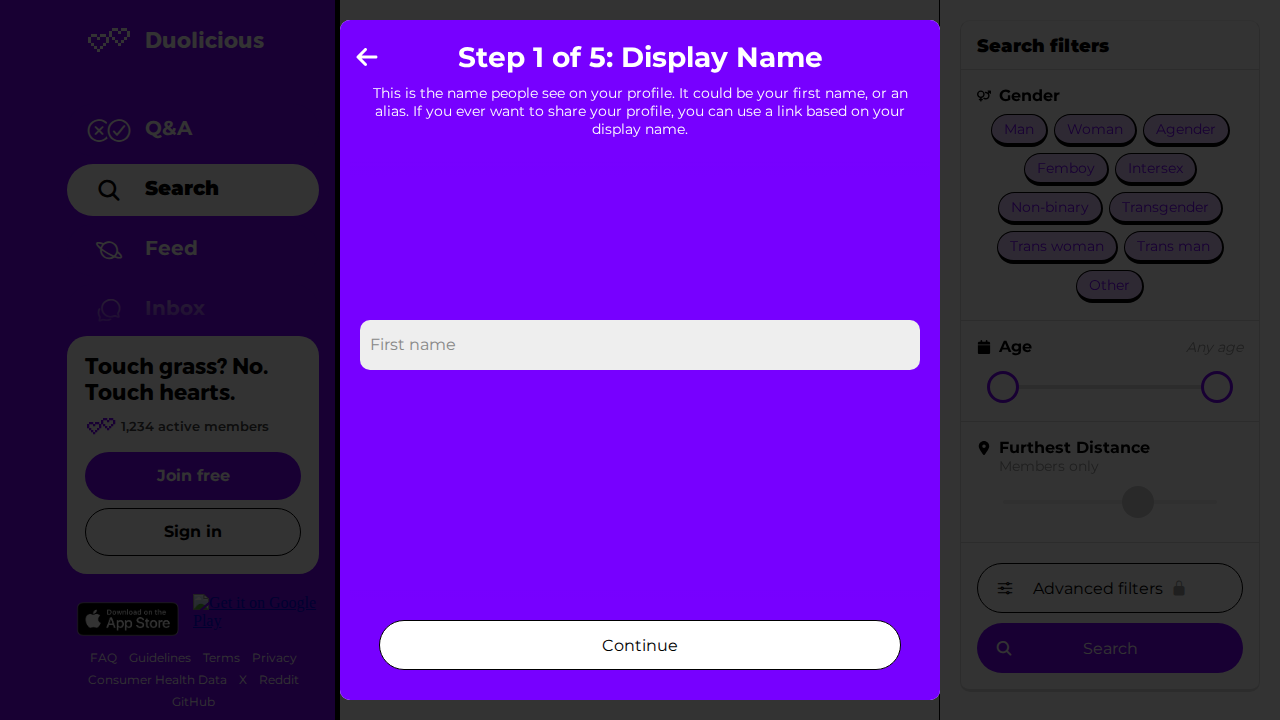 Duolicious
Q&A
Search
Feed
Inbox
Touch grass? No.
Touch hearts.
1,234 active members
Join free
Sign in
Download on the
App Store
Get it on Google
Play
FAQ Guidelines Terms Privacy
Consumer Health Data X Reddit
GitHub
Step 1 of 5: Display Name
This is the name people see on your profile. It could be your first name, or an
alias. If you ever want to share your profile, you can use a link based on your
display name.
First name
Continue
Search filters
Gender
Man Woman Agender
Femboy Intersex
Non-binary Transgender
Trans woman Trans man
Other
Age Any age
Furthest Distance
Members only
Advanced filters
Search